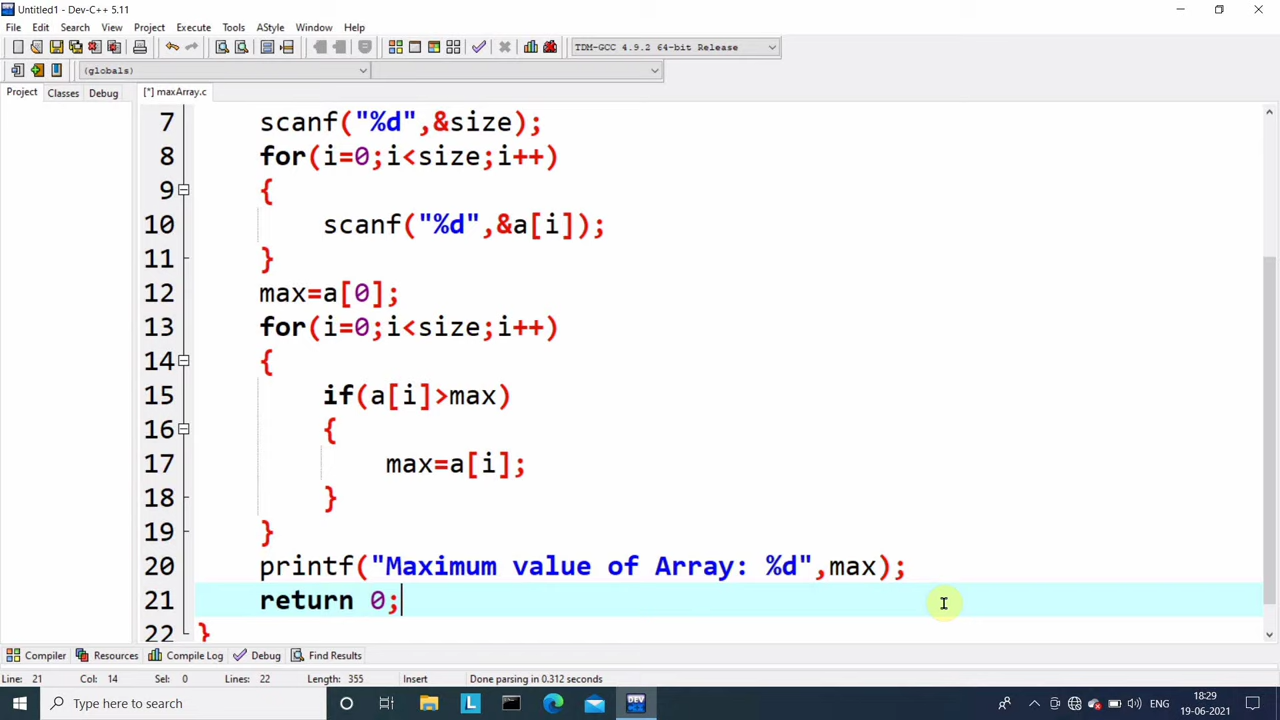 Untitled1 - Dev-C++ 5.11
File Edit Search View Project Execute Tools AStyle Window Help
TDM-GCC 4.9.2 64-bit Release
(globals)
Project Classes Debug
[*] maxArray.c
7 scanf("%d",&size);
8 for(i=0;i<size;i++)
9 {
10 scanf("%d",&a[i]);
11 }
12 max=a[0];
13 for(i=0;i<size;i++)
14 {
15 if(a[i]>max)
16 {
17 max=a[i];
18 }
19 }
20 printf("Maximum value of Array: %d",max);
21 return 0;
22 }
Compiler Resources Compile Log Debug Find Results
Line: 21 Col: 14 Sel: 0 Lines: 22 Length: 355 Insert Done parsing in 0.312 seconds
Type here to search
ENG
18:29
19-06-2021